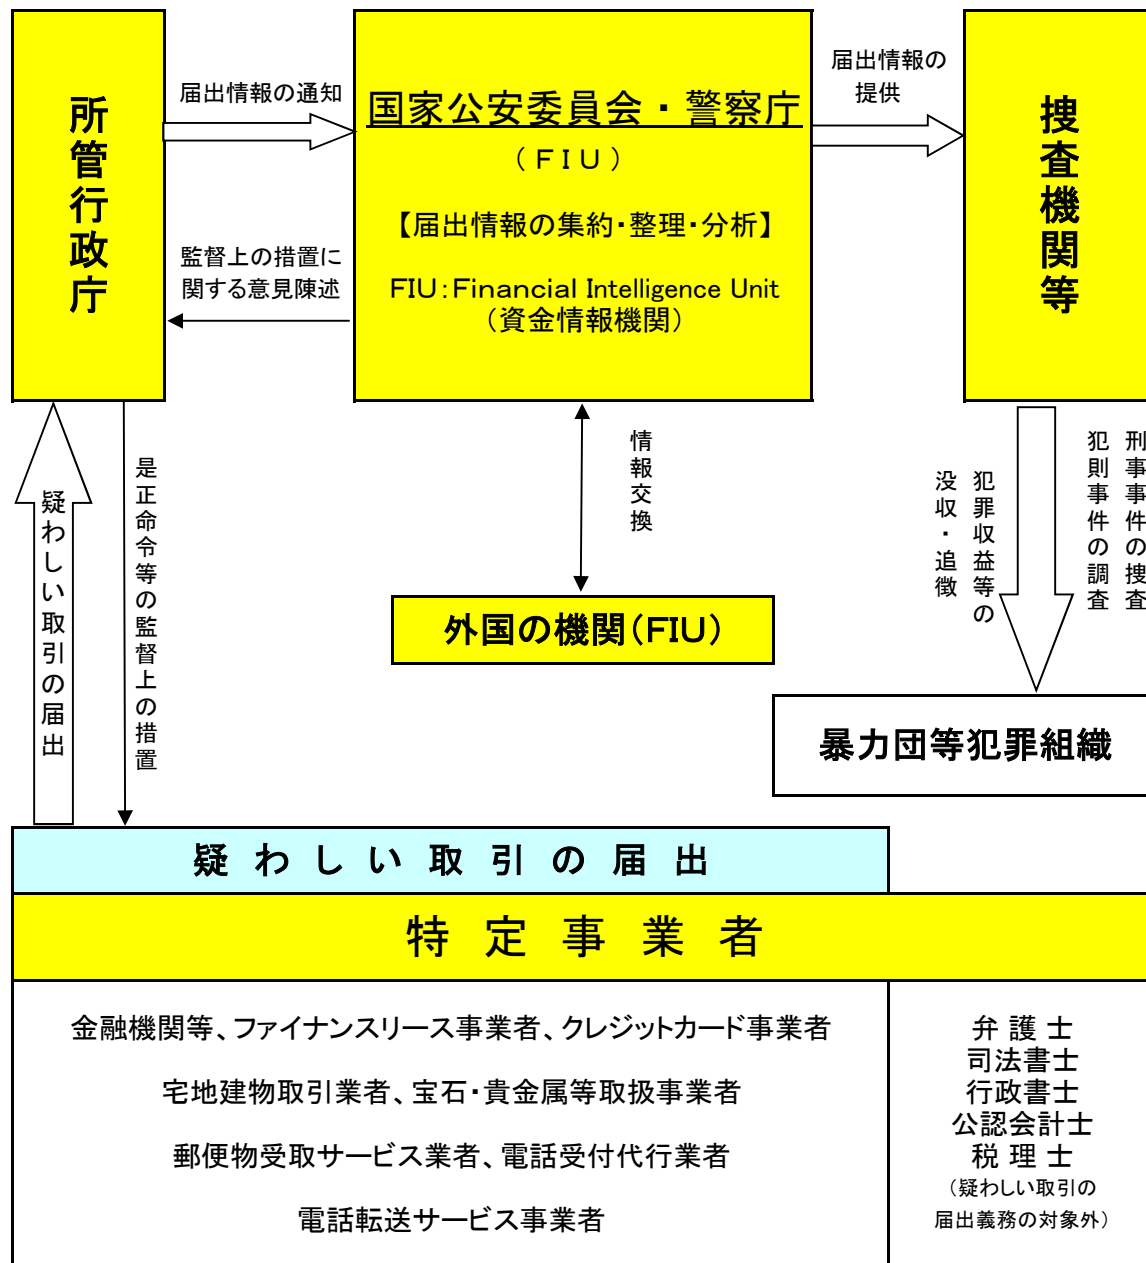 所管行政庁
届出情報の通知
監督上の措置に
関する意見陳述
国家公安委員会・警察庁
（ＦＩＵ）
【届出情報の集約・整理・分析】
FIU：Financial Intelligence Unit
（資金情報機関）
届出情報の
提供
捜査機関等
疑わしい取引の届出
是正命令等の監督上の措置
情報交換
外国の機関（FIU）
刑事事件の捜査
犯則事件の調査
犯罪収益等の
没収・追徴
暴力団等犯罪組織
疑わしい取引の届出
特定事業者
金融機関等、ファイナンスリース事業者、クレジットカード事業者
宅地建物取引業者、宝石・貴金属等取扱事業者
郵便物受取サービス業者、電話受付代行業者
電話転送サービス事業者
弁護士
司法書士
行政書士
公認会計士
税理士
（疑わしい取引の
届出義務の対象外）